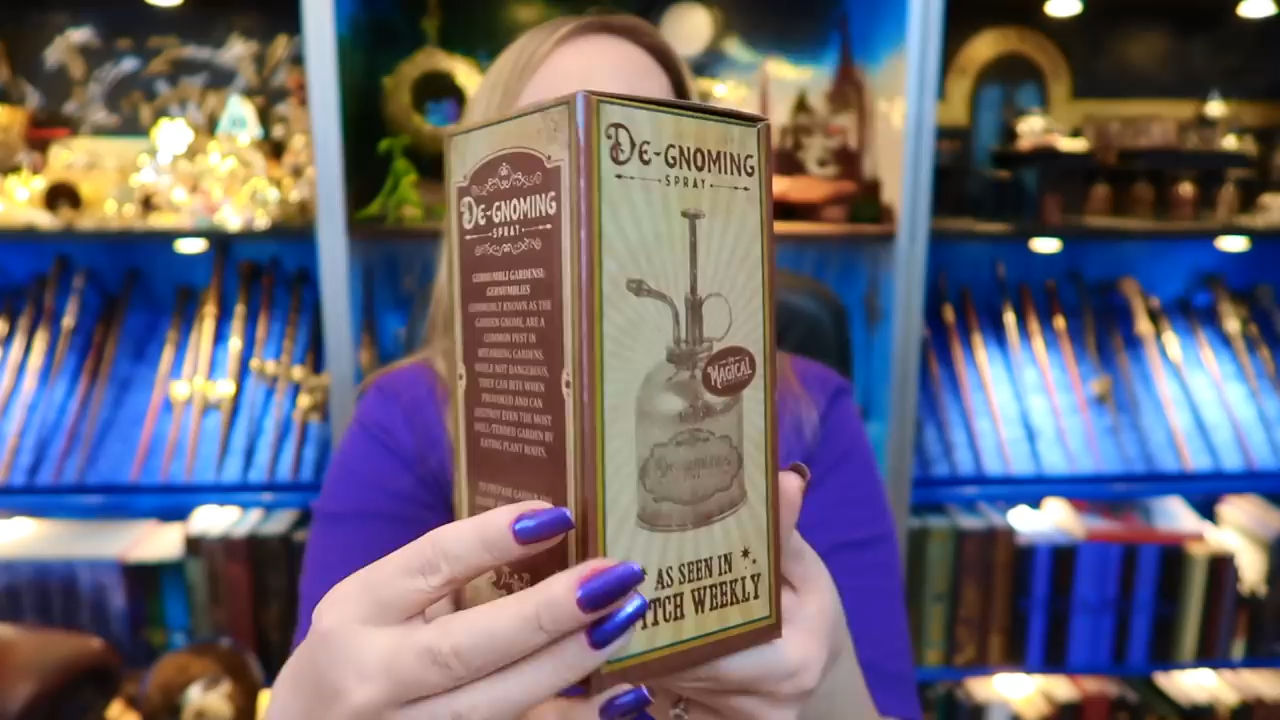 De-Gnoming
Spray
Gernumbli Gardensi
Gernumblies
Commonly known as the
garden gnome, are a
common pest in
wizarding gardens.
While not dangerous,
they can bite when
provoked and can
destroy even the most
well-tended garden by
eating plant roots.
De-Gnoming
Spray
Magical
As seen in
Weekly